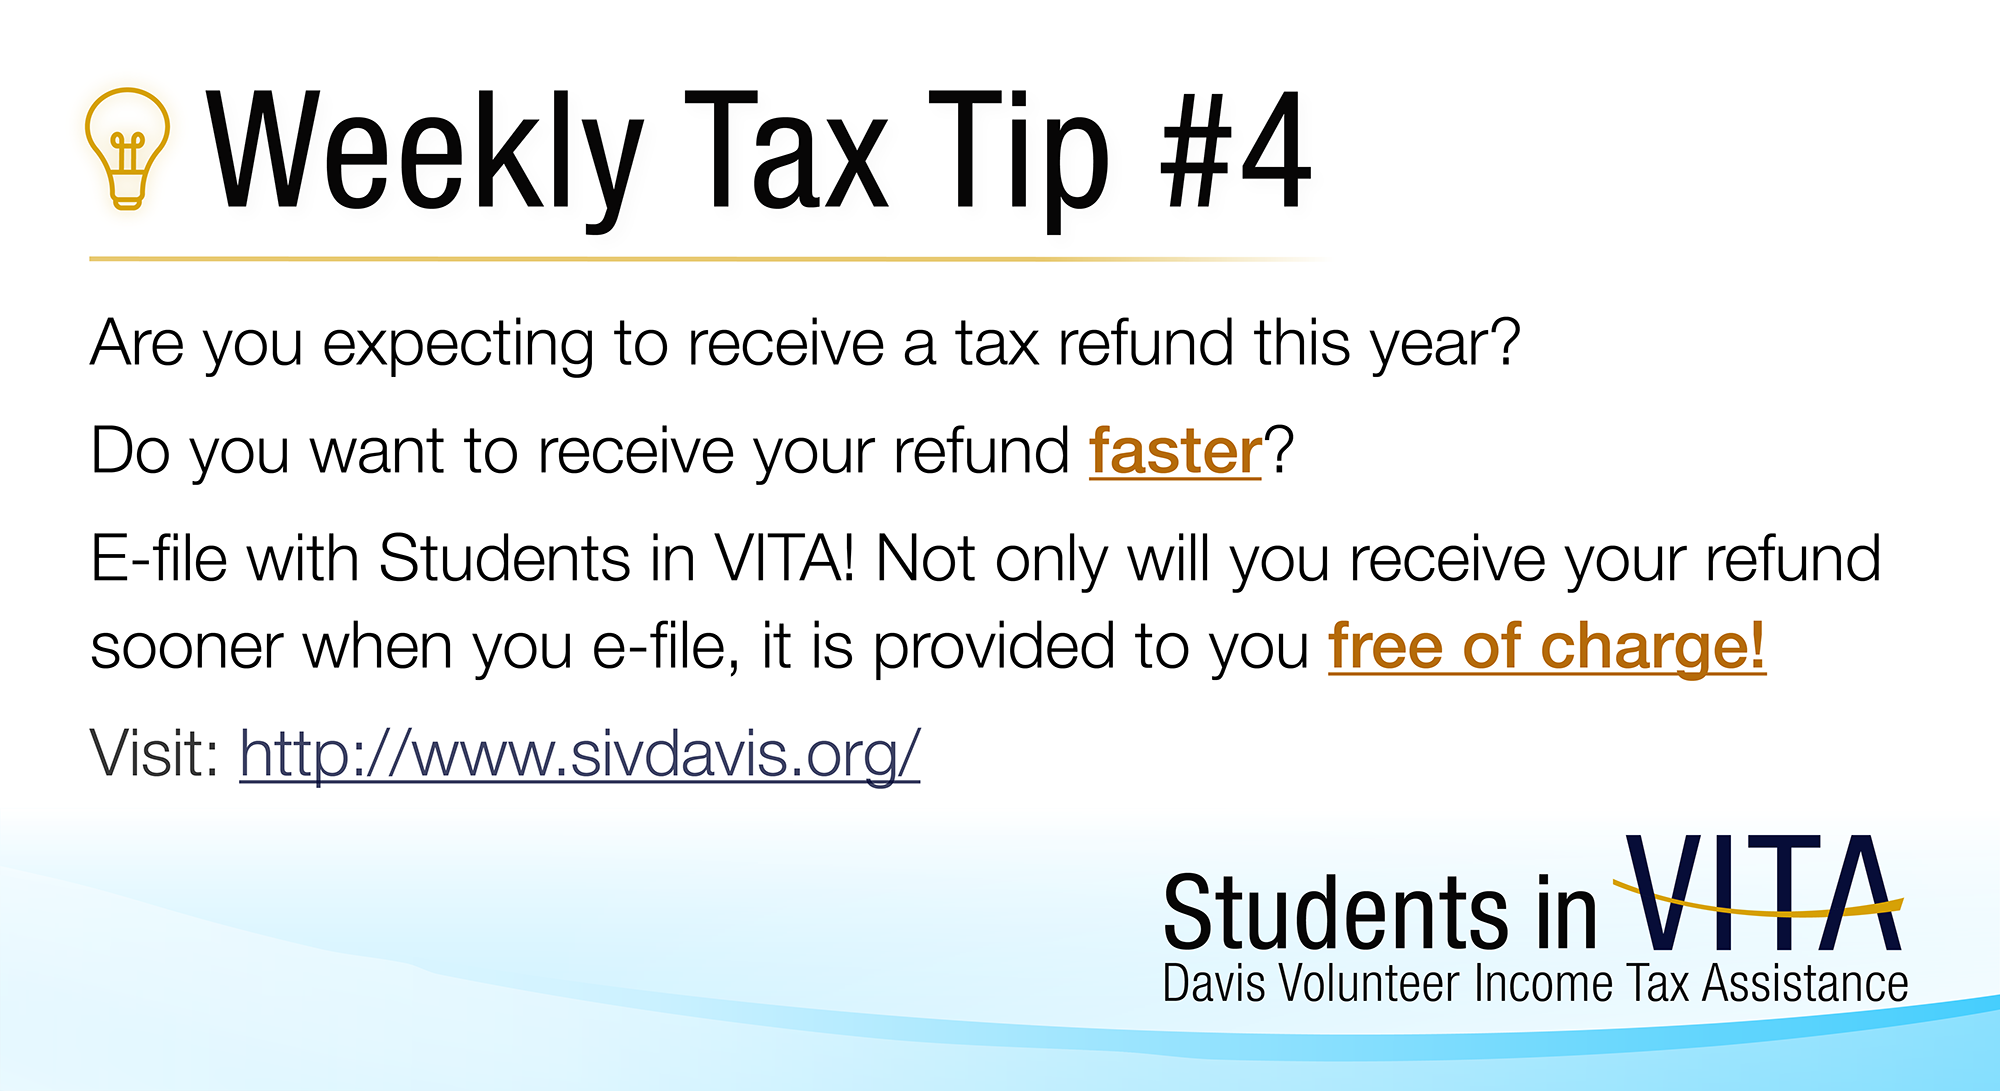 Weekly Tax Tip #4
Are you expecting to receive a tax refund this year?
Do you want to receive your refund faster?
E-file with Students in VITA! Not only will you receive your refund
sooner when you e-file, it is provided to you free of charge!
Visit: http://www.sivdavis.org/
Students in VITA
Davis Volunteer Income Tax Assistance